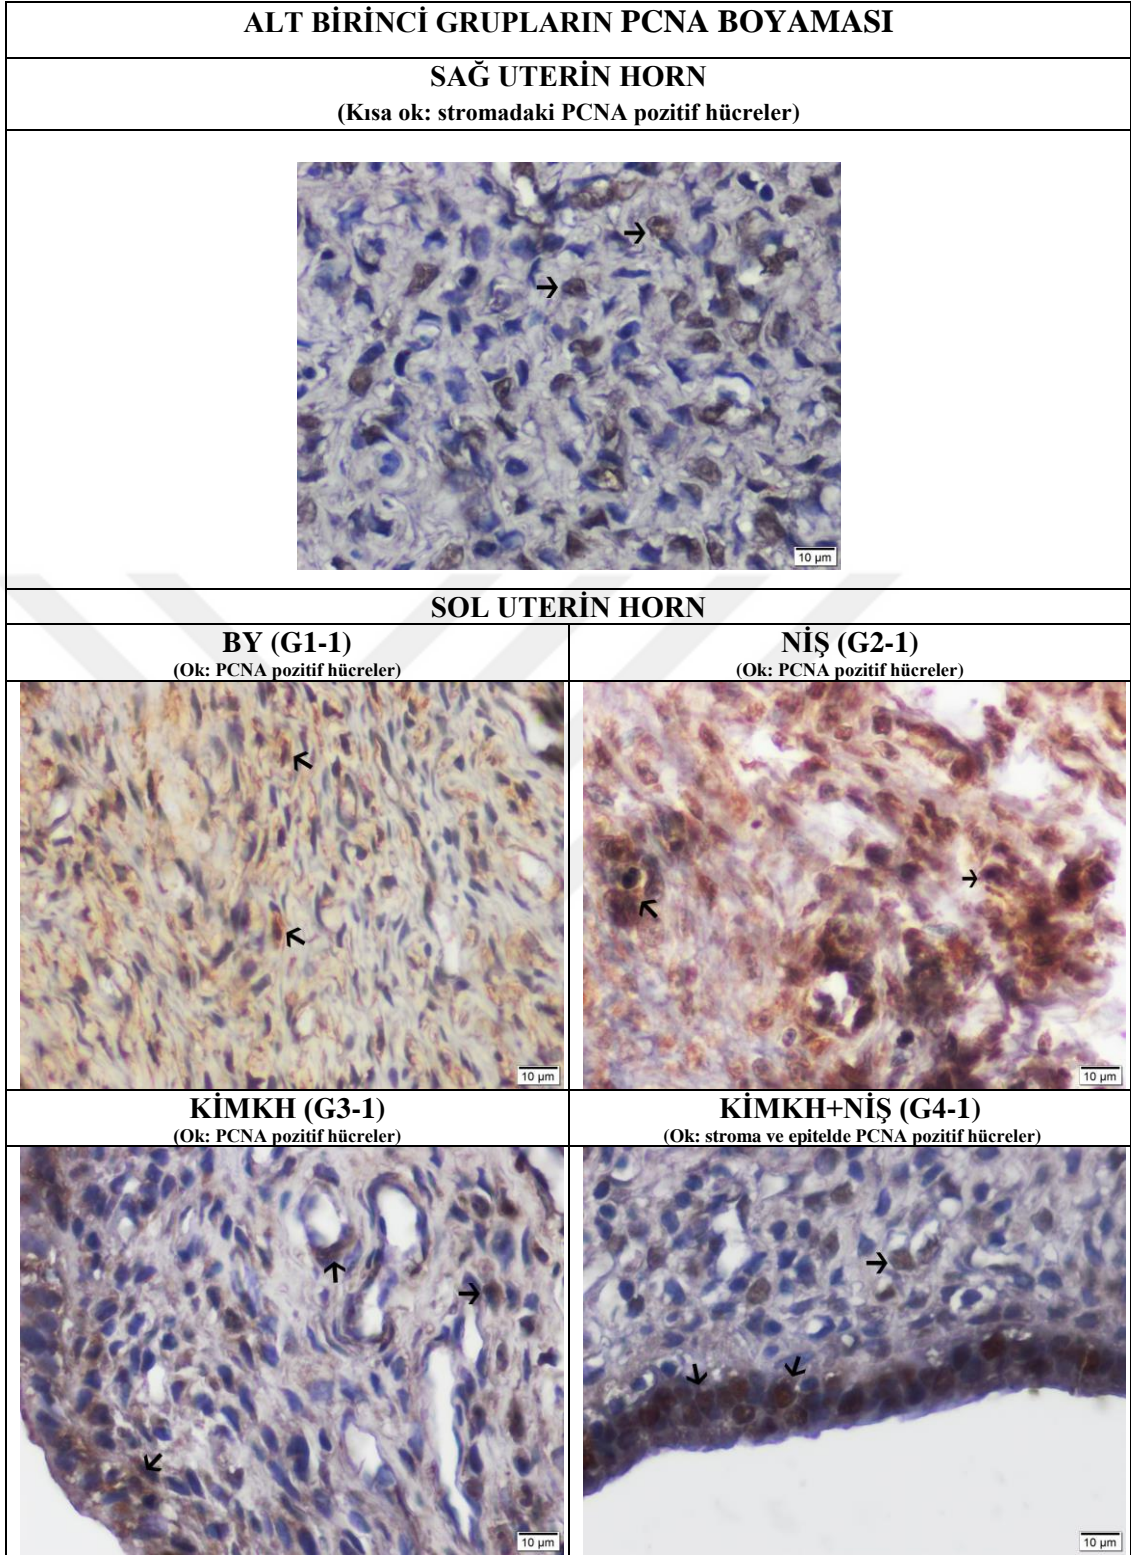 ALT BİRİNCİ GRUPLARIN PCNA BOYAMASI
SAĞ UTERİN HORN
(Kısa ok: stromadaki PCNA pozitif hücreler)
10 µm
SOL UTERİN HORN
BY (G1-1)
(Ok: PCNA pozitif hücreler)
NİŞ (G2-1)
(Ok: PCNA pozitif hücreler)
10 µm
10 µm
KİMKH (G3-1)
(Ok: PCNA pozitif hücreler)
KİMKH+NİŞ (G4-1)
(Ok: stroma ve epitelde PCNA pozitif hücreler)
10 µm
10 µm